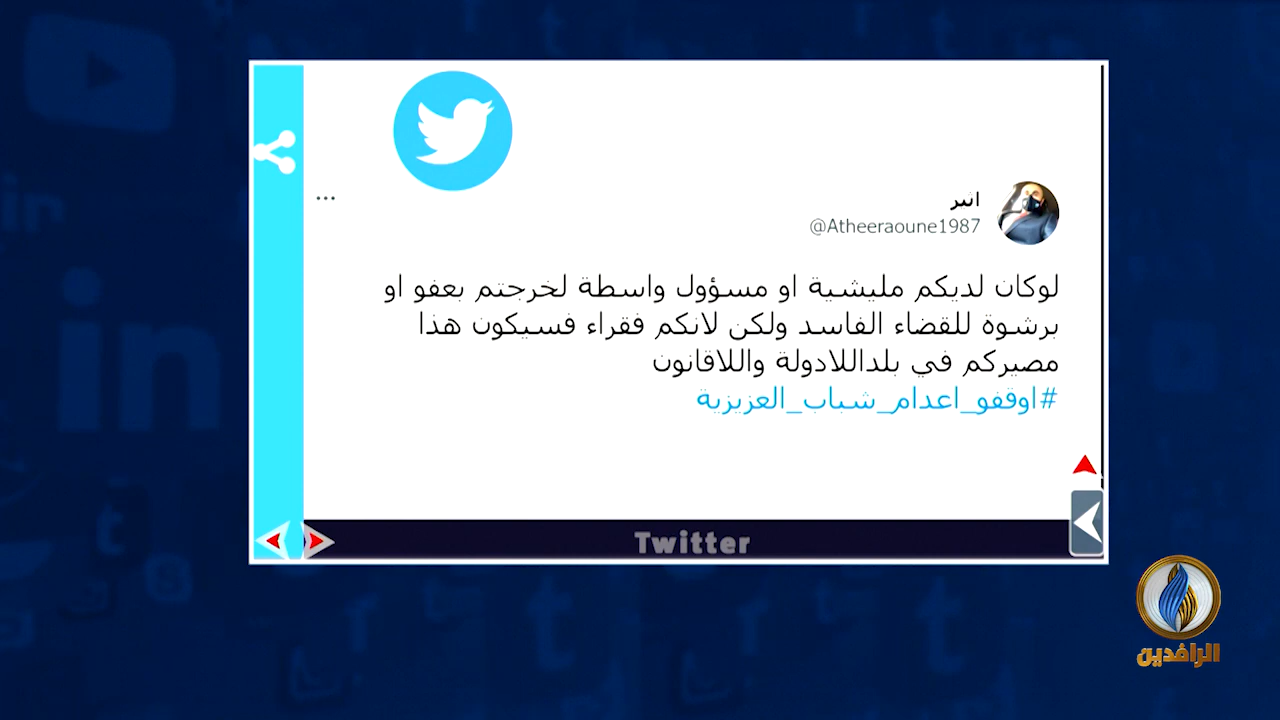 اثير
@Atheeraoune1987
لوكان لديكم مليشية او مسؤول واسطة لخرجتم بعفو او
برشوة للقضاء الفاسد ولكن لانكم فقراء فسيكون هذا
مصيركم في بلداللادولة واللاقانون
#اوقفو_اعدام_شباب_العزيزية
Twitter
الرافدين